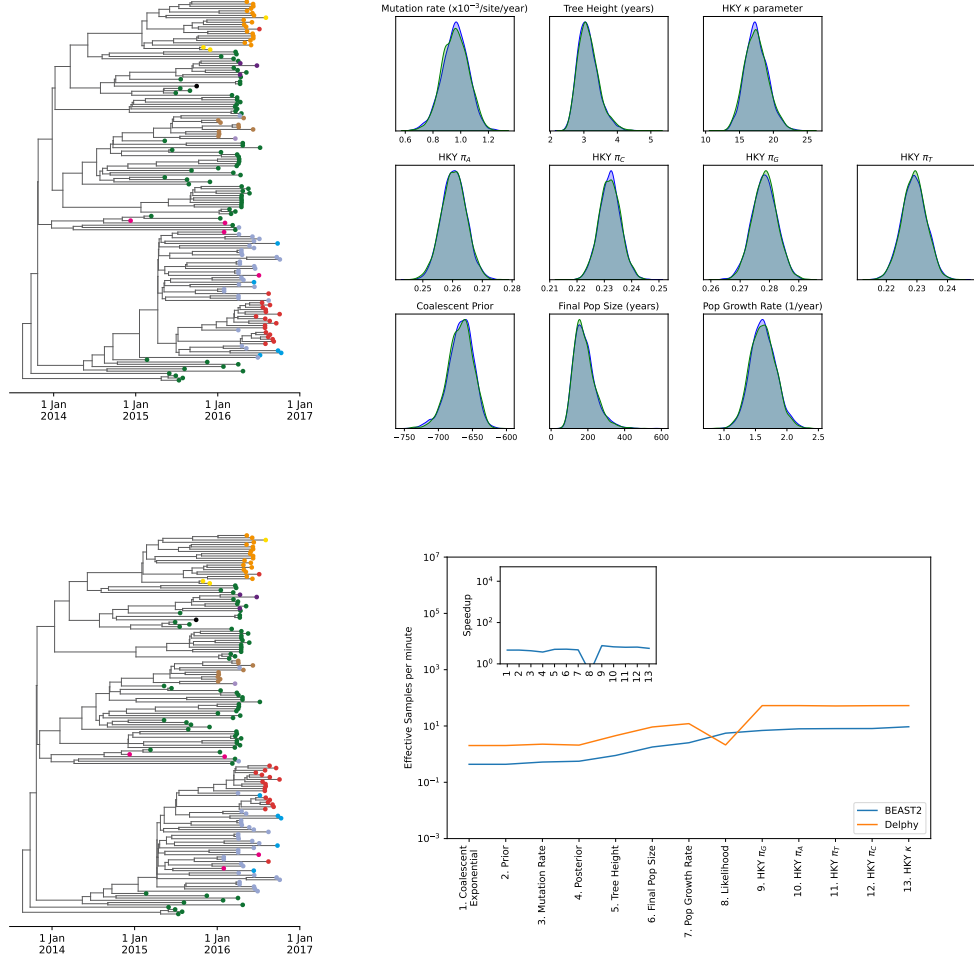 Mutation rate (x10⁻³/site/year)
Tree Height (years)
HKY κ parameter
0.6 0.8 1.0 1.2
2 3 4 5
10 15 20 25
HKY π_A
HKY π_C
HKY π_G
HKY π_T
0.25 0.26 0.27 0.28
0.21 0.22 0.23 0.24 0.25
0.26 0.27 0.28 0.29
0.22 0.23 0.24
Coalescent Prior
Final Pop Size (years)
Pop Growth Rate (1/year)
−750 −700 −650 −600
0 200 400 600
1.0 1.5 2.0 2.5
1 Jan 2014
1 Jan 2015
1 Jan 2016
1 Jan 2017
1 Jan 2014
1 Jan 2015
1 Jan 2016
1 Jan 2017
Effective Samples per minute
10⁷
10⁵
10³
10¹
10⁻¹
10⁻³
Speedup
10⁴
10²
10⁰
1 2 3 4 5 6 7 8 9 10 11 12 13
BEAST2
Delphy
1. Coalescent
Exponential
2. Prior
3. Mutation Rate
4. Posterior
5. Tree Height
6. Final Pop Size
7. Pop Growth Rate
8. Likelihood
9. HKY π_G
10. HKY π_A
11. HKY π_T
12. HKY π_C
13. HKY κ